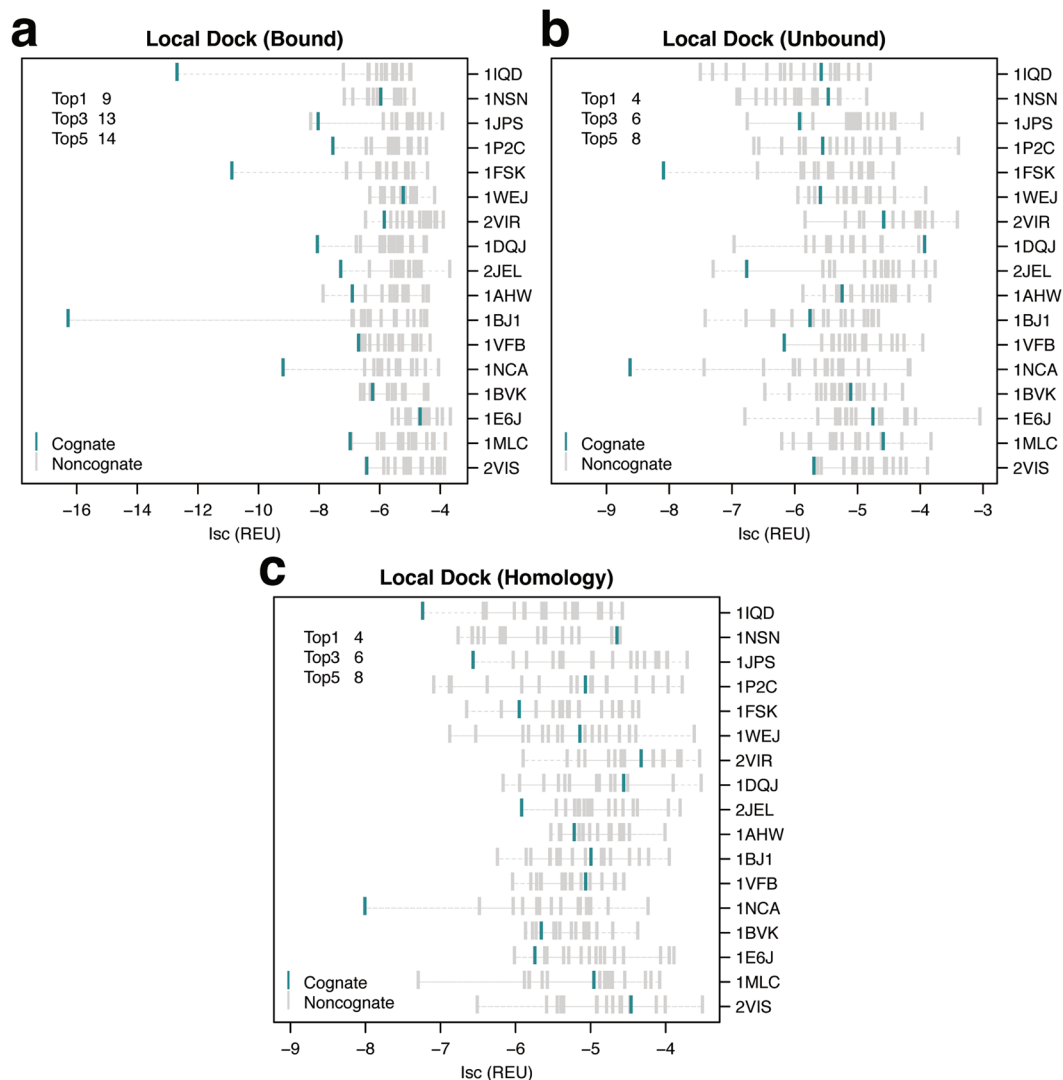 a
Local Dock (Bound)
Top1 9
Top3 13
Top5 14
1IQD
1NSN
1JPS
1P2C
1FSK
1WEJ
2VIR
1DQJ
2JEL
1AHW
1BJ1
1VFB
1NCA
1BVK
1E6J
1MLC
2VIS
Cognate
Noncognate
−16 −14 −12 −10 −8 −6 −4
Isc (REU)
b
Local Dock (Unbound)
Top1 4
Top3 6
Top5 8
1IQD
1NSN
1JPS
1P2C
1FSK
1WEJ
2VIR
1DQJ
2JEL
1AHW
1BJ1
1VFB
1NCA
1BVK
1E6J
1MLC
2VIS
Cognate
Noncognate
−9 −8 −7 −6 −5 −4 −3
Isc (REU)
c
Local Dock (Homology)
Top1 4
Top3 6
Top5 8
1IQD
1NSN
1JPS
1P2C
1FSK
1WEJ
2VIR
1DQJ
2JEL
1AHW
1BJ1
1VFB
1NCA
1BVK
1E6J
1MLC
2VIS
Cognate
Noncognate
−9 −8 −7 −6 −5 −4
Isc (REU)